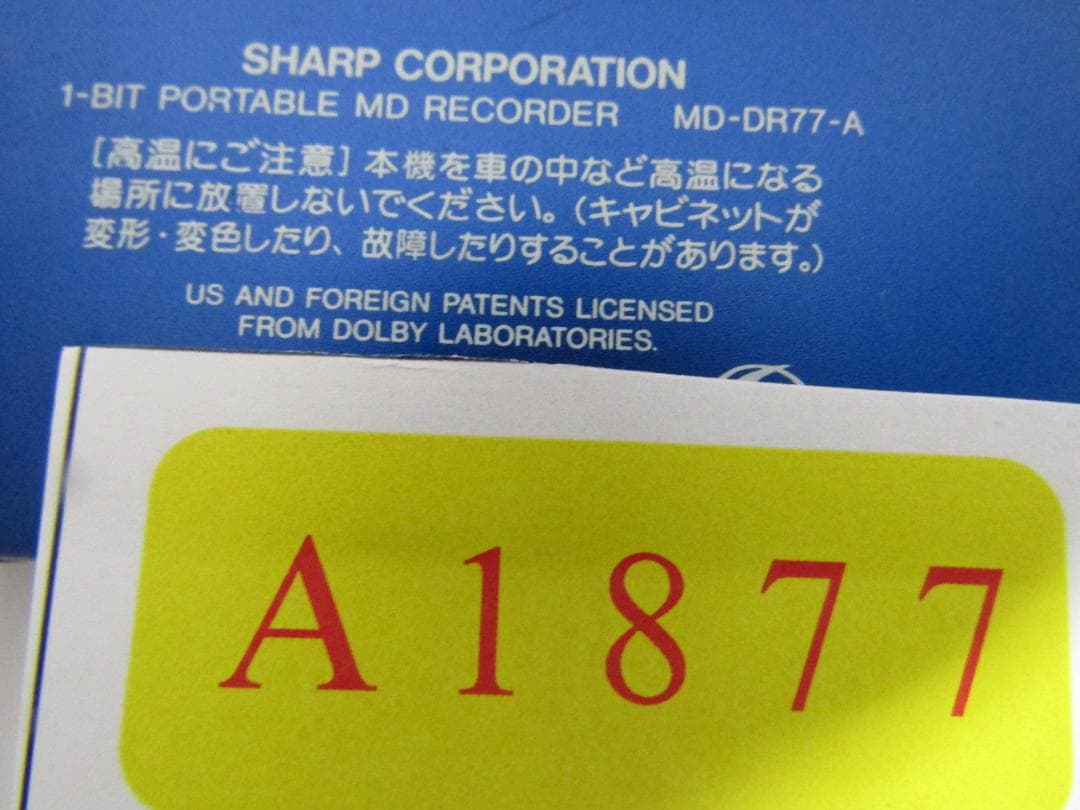 SHARP CORPORATION
1-BIT PORTABLE MD RECORDER MD-DR77-A
[高温にご注意] 本機を車の中など高温になる
場所に放置しないでください。(キャビネットが
変形・変色したり、故障したりすることがあります。)
US AND FOREIGN PATENTS LICENSED
FROM DOLBY LABORATORIES.
A1877